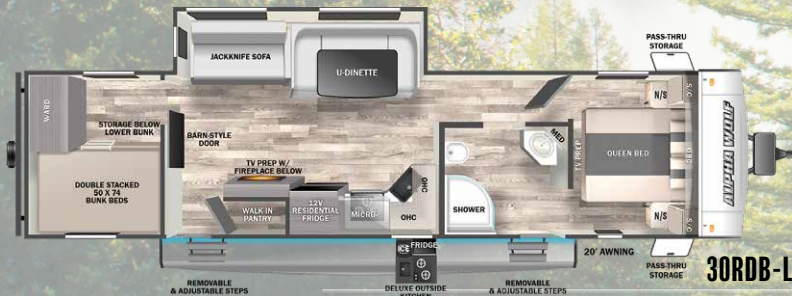 PASS-THRU
STORAGE
JACKKNIFE SOFA
U-DINETTE
WARD
STORAGE BELOW
LOWER BUNK
BARN-STYLE
DOOR
DOUBLE STACKED
50 X 74
BUNK BEDS
TV PREP W/
FIREPLACE BELOW
WALK-IN
PANTRY
12V
RESIDENTIAL
FRIDGE
MICRO
OHC
OHC
MED
SHOWER
TV PREP
QUEEN BED
N/S
N/S
S/C
S/C
ALPHA WOLF
ICE
FRIDGE
DELUXE OUTSIDE
KITCHEN
REMOVABLE
& ADJUSTABLE STEPS
REMOVABLE
& ADJUSTABLE STEPS
20' AWNING
PASS-THRU
STORAGE
30RDB-L